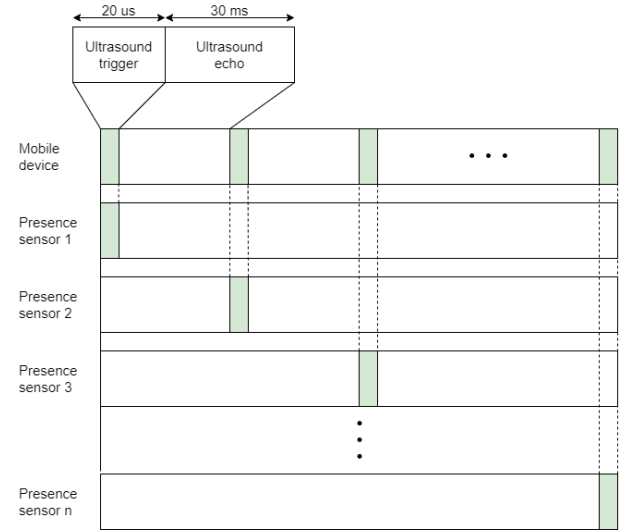 20 us
30 ms
Ultrasound
trigger
Ultrasound
echo
Mobile
device
Presence
sensor 1
Presence
sensor 2
Presence
sensor 3
Presence
sensor n